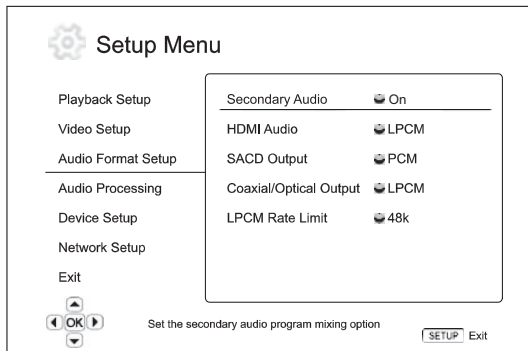 Setup Menu
Playback Setup
Video Setup
Audio Format Setup
Audio Processing
Device Setup
Network Setup
Exit
Secondary Audio On
HDMI Audio LPCM
SACD Output PCM
Coaxial/Optical Output LPCM
LPCM Rate Limit 48k
OK
Set the secondary audio program mixing option
SETUP Exit